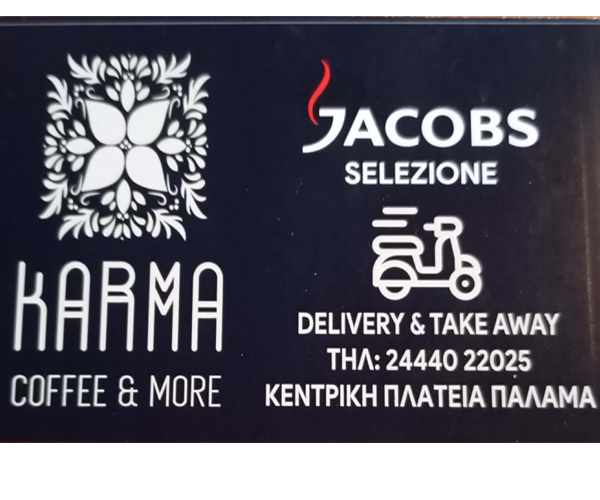 KARMA
COFFEE & MORE
JACOBS
SELEZIONE
DELIVERY & TAKE AWAY
ΤΗΛ: 24440 22025
ΚΕΝΤΡΙΚΗ ΠΛΑΤΕΙΑ ΠΑΛΑΜΑ